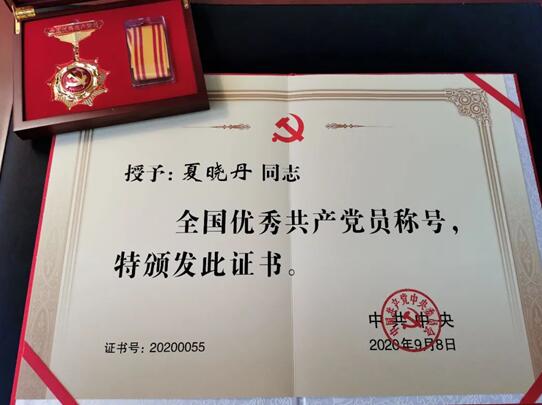 授予：夏晓丹 同志
全国优秀共产党员称号，
特颁发此证书。
中共中央
2020年9月8日
证书号：20200055